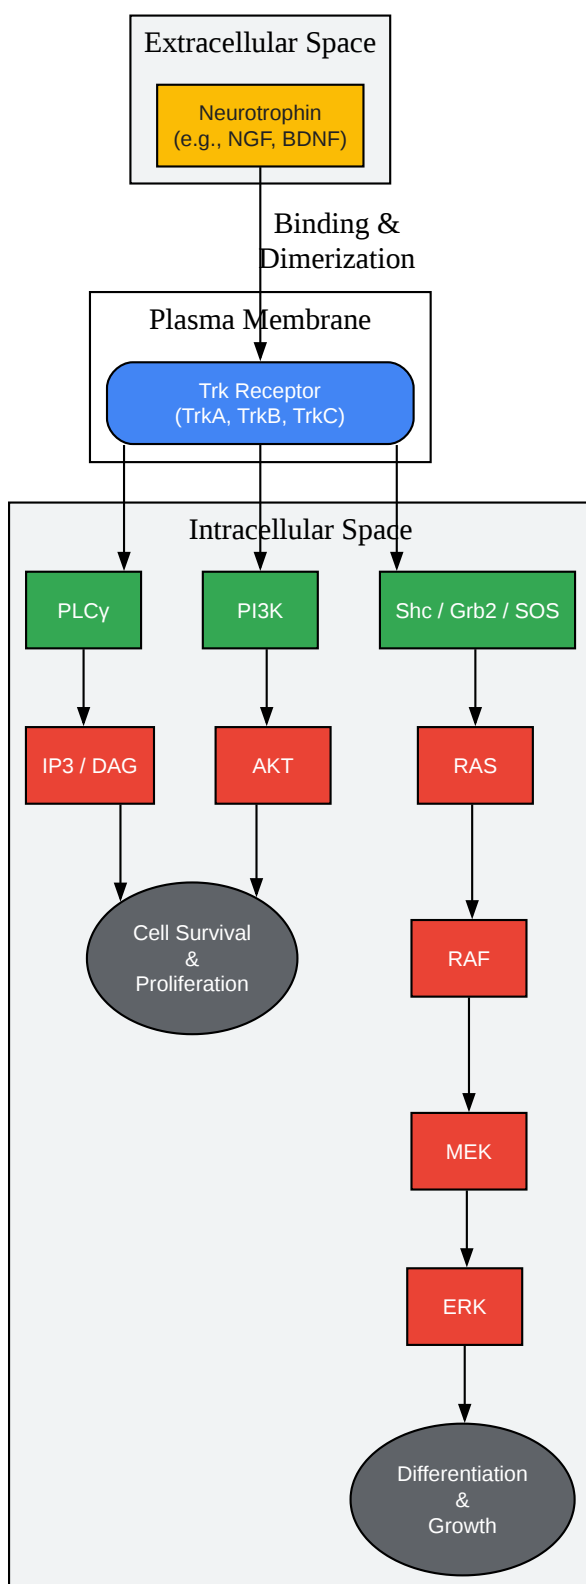 Extracellular Space
Neurotrophin
(e.g., NGF, BDNF)
Binding &
Dimerization
Plasma Membrane
Trk Receptor
(TrkA, TrkB, TrkC)
Intracellular Space
PLCγ
PI3K
Shc / Grb2 / SOS
IP3 / DAG
AKT
RAS
Cell Survival
&
Proliferation
RAF
MEK
ERK
Differentiation
&
Growth